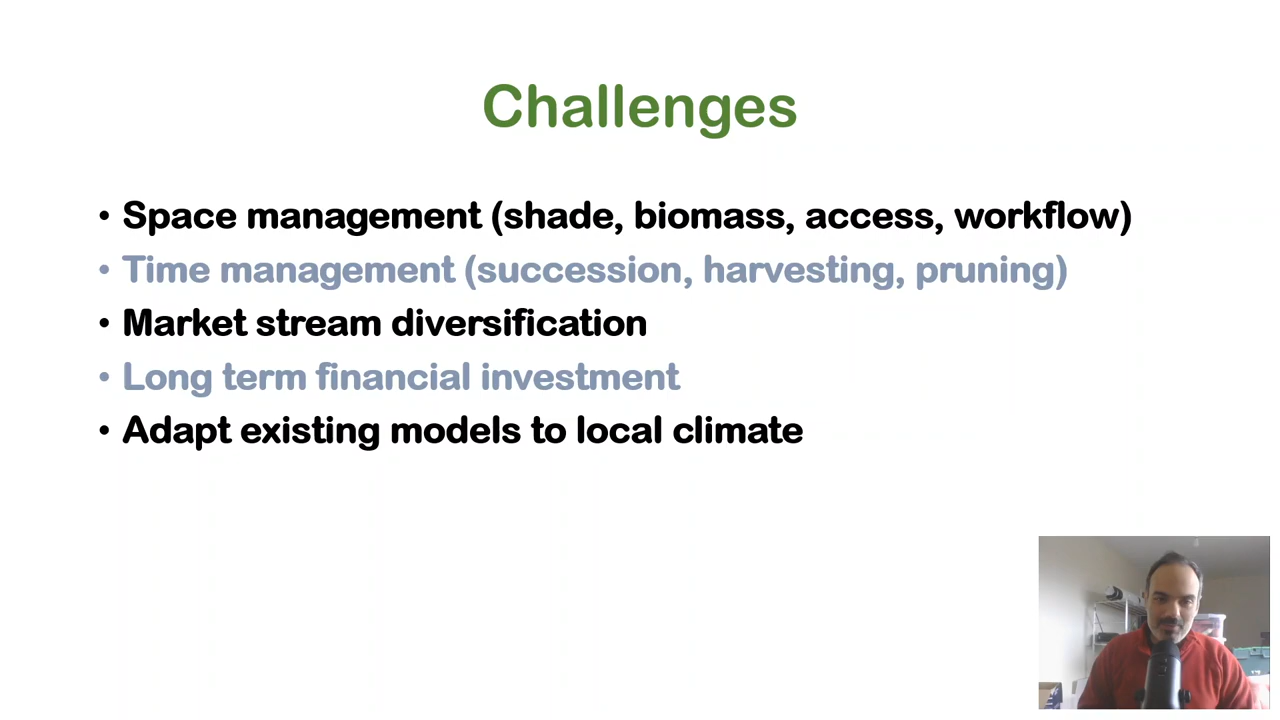 Challenges
• Space management (shade, biomass, access, workflow)
• Time management (succession, harvesting, pruning)
• Market stream diversification
• Long term financial investment
• Adapt existing models to local climate